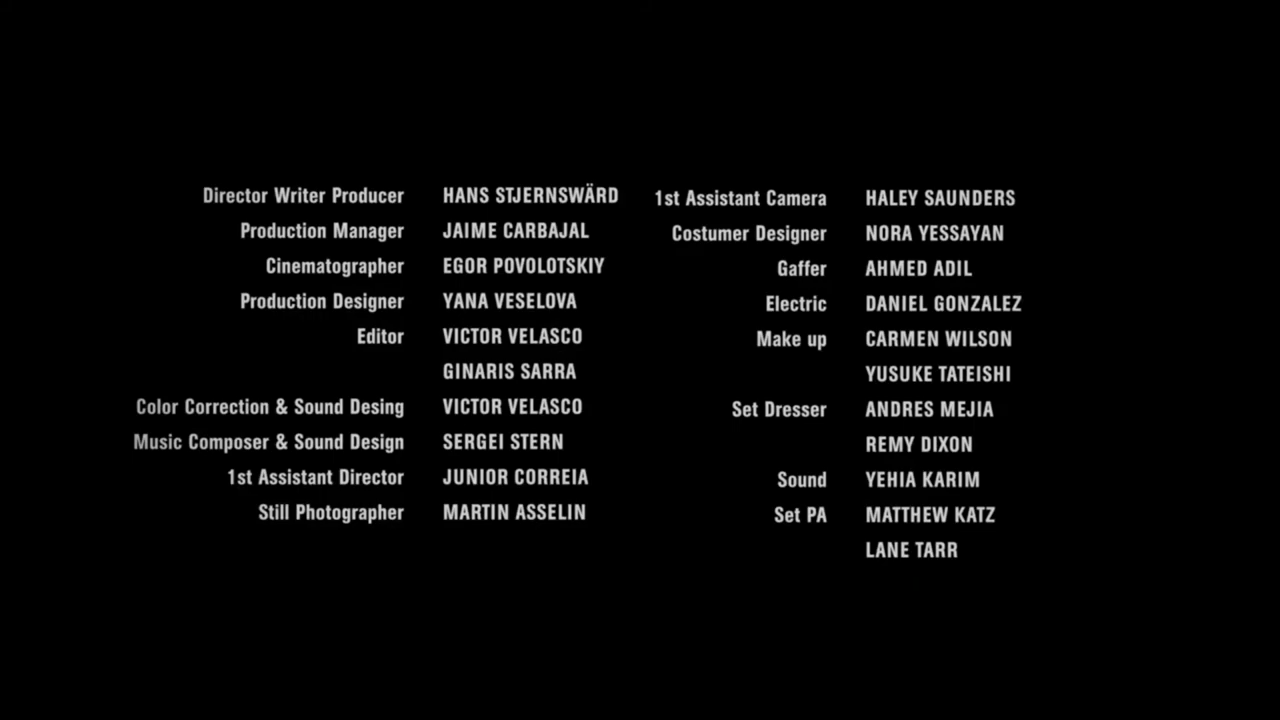 Director Writer Producer HANS STJERNSWÄRD
Production Manager JAIME CARBAJAL
Cinematographer EGOR POVOLOTSKIY
Production Designer YANA VESELOVA
Editor VICTOR VELASCO
GINARIS SARRA
Color Correction & Sound Desing VICTOR VELASCO
Music Composer & Sound Design SERGEI STERN
1st Assistant Director JUNIOR CORREIA
Still Photographer MARTIN ASSELIN
1st Assistant Camera HALEY SAUNDERS
Costumer Designer NORA YESSAYAN
Gaffer AHMED ADIL
Electric DANIEL GONZALEZ
Make up CARMEN WILSON
YUSUKE TATEISHI
Set Dresser ANDRES MEJIA
REMY DIXON
Sound YEHIA KARIM
Set PA MATTHEW KATZ
LANE TARR